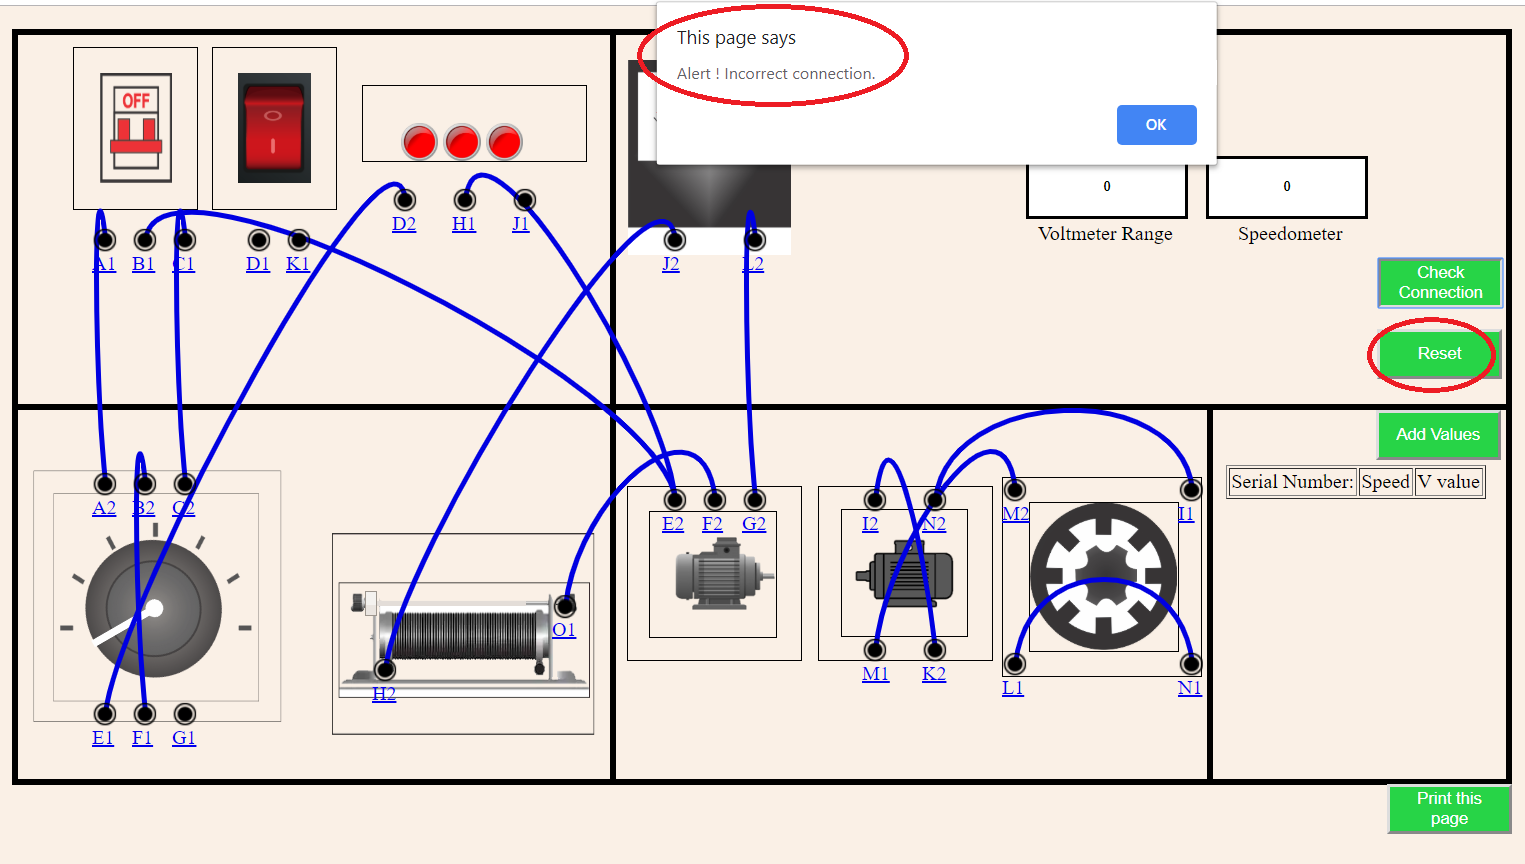 This page says
Alert ! Incorrect connection.
OK
OFF
D2 H1 J1
A1 B1 C1 D1 K1
J2 L2
0 0
Voltmeter Range Speedometer
Check
Connection
Reset
Add Values
Serial Number: Speed V value
A2 B2 C2
E2 F2 G2 I2 N2 M2 I1
O1
H2
M1 K2 L1 N1
E1 F1 G1
Print this
page